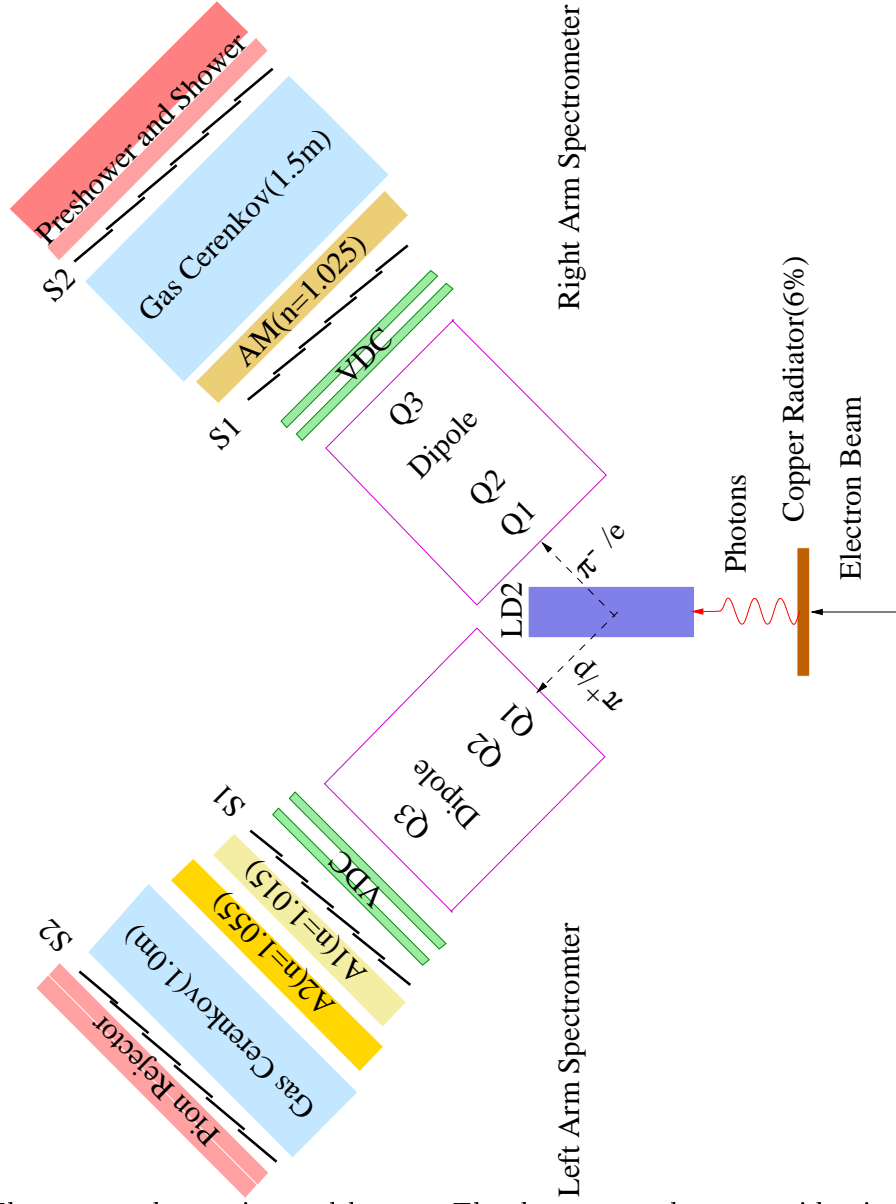 Preshower and Shower
S2
Gas Cerenkov(1.5m)
AM(n=1.025)
S1
VDC
Q3
Dipole
Q2
Q1
Right Arm Spectrometer
π⁻ /e
LD2
π⁺/p
Photons
Copper Radiator(6%)
Electron Beam
Q1
Q2
Dipole
Q3
VDC
S1
A1(n=1.015)
A2(n=1.055)
Gas Cerenkov(1.0m)
S2
Pion Rejector
Left Arm Spectromter